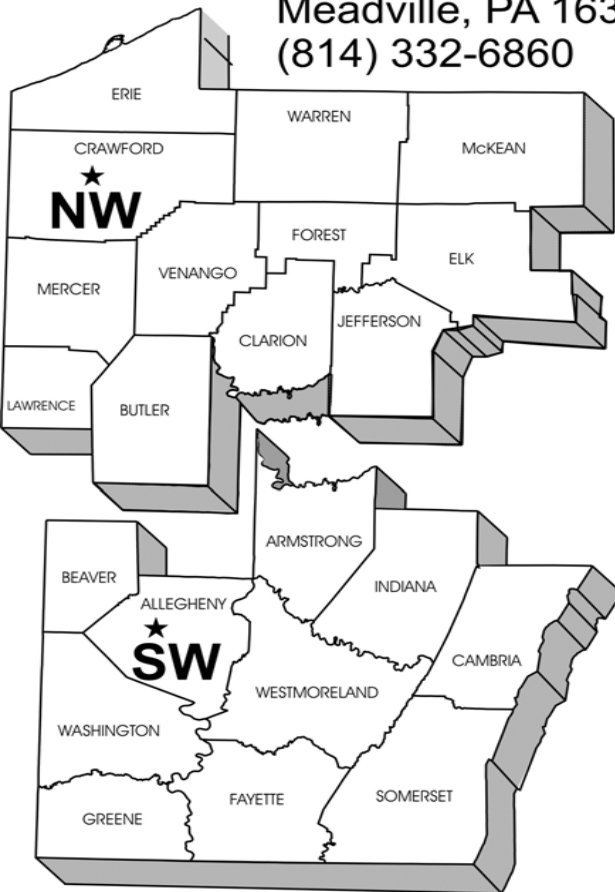 Meadville, PA 163
(814) 332-6860
ERIE
WARREN
CRAWFORD
McKEAN
NW
FOREST
ELK
VENANGO
MERCER
JEFFERSON
CLARION
LAWRENCE
BUTLER
ARMSTRONG
BEAVER
INDIANA
ALLEGHENY
SW
CAMBRIA
WESTMORELAND
WASHINGTON
SOMERSET
FAYETTE
GREENE